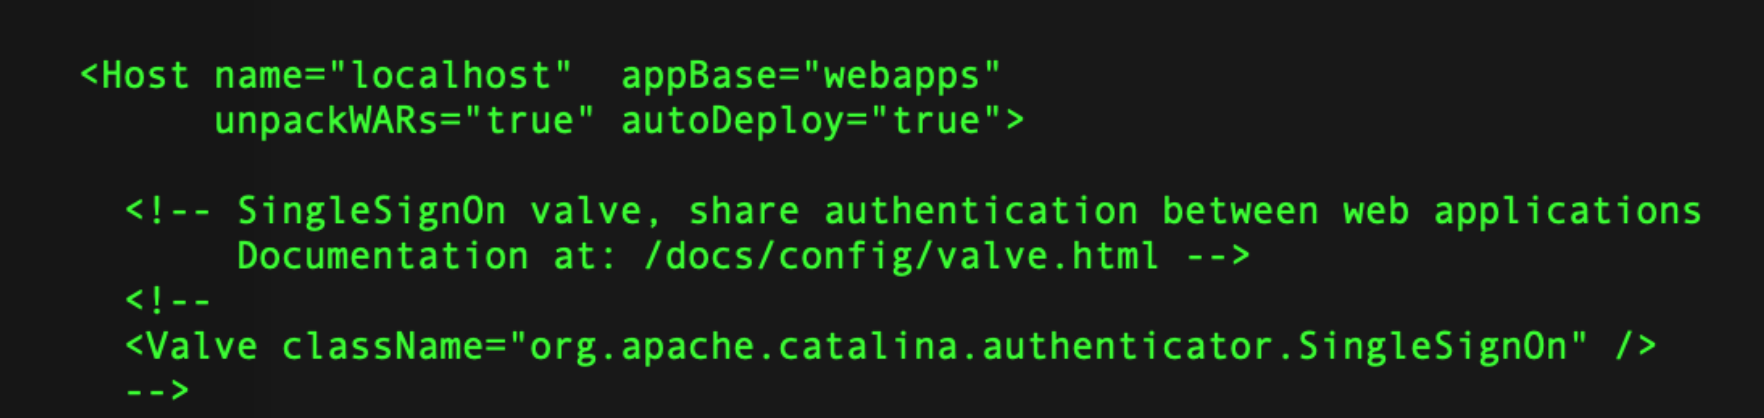 <Host name="localhost"  appBase="webapps"
      unpackWARs="true" autoDeploy="true">

  <!-- SingleSignOn valve, share authentication between web applications
       Documentation at: /docs/config/valve.html -->
  <!--
  <Valve className="org.apache.catalina.authenticator.SingleSignOn" />
  -->